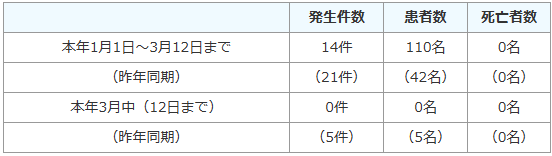 発生件数 患者数 死亡者数
本年1月1日～3月12日まで 14件 110名 0名
（昨年同期） （21件） （42名） （0名）
本年3月中（12日まで） 0件 0名 0名
（昨年同期） （5件） （5名） （0名）